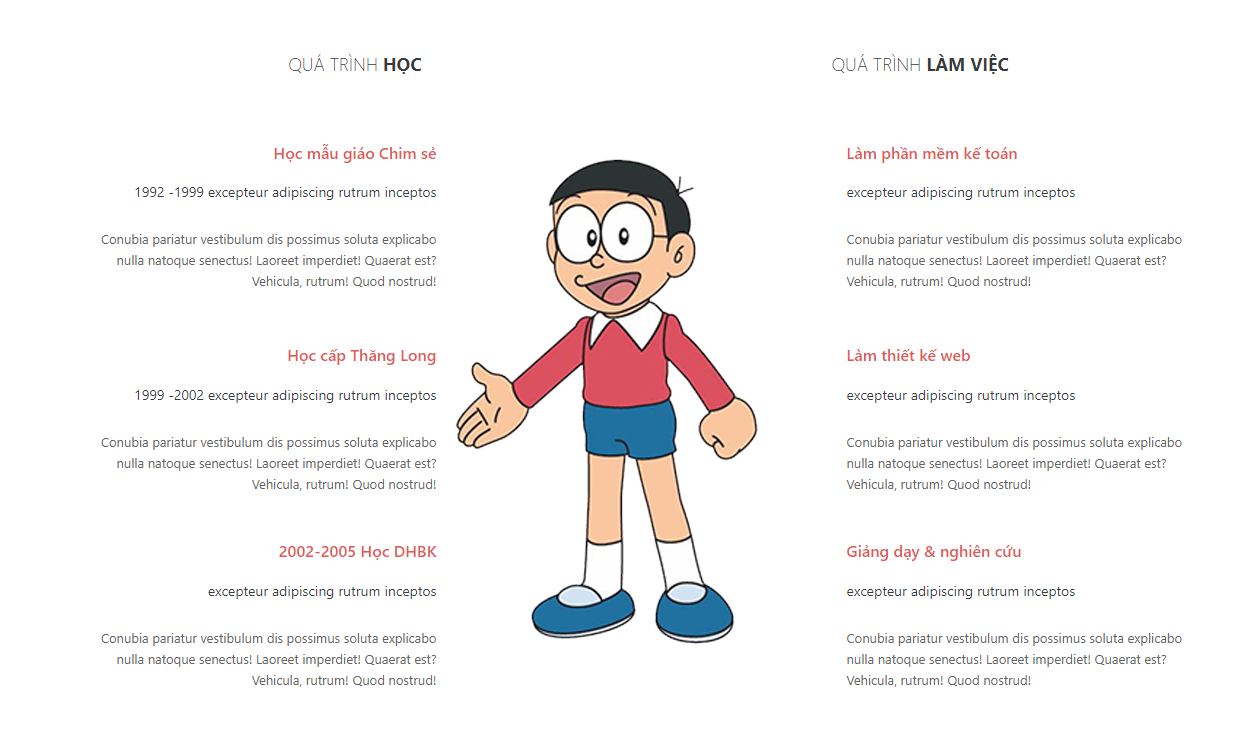 QUÁ TRÌNH HỌC
Học mẫu giáo Chim sẻ
1992 -1999 excepteur adipiscing rutrum inceptos
Conubia pariatur vestibulum dis possimus soluta explicabo
nulla natoque senectus! Laoreet imperdiet! Quaerat est?
Vehicula, rutrum! Quod nostrud!
Học cấp Thăng Long
1999 -2002 excepteur adipiscing rutrum inceptos
Conubia pariatur vestibulum dis possimus soluta explicabo
nulla natoque senectus! Laoreet imperdiet! Quaerat est?
Vehicula, rutrum! Quod nostrud!
2002-2005 Học DHBK
excepteur adipiscing rutrum inceptos
Conubia pariatur vestibulum dis possimus soluta explicabo
nulla natoque senectus! Laoreet imperdiet! Quaerat est?
Vehicula, rutrum! Quod nostrud!
QUÁ TRÌNH LÀM VIỆC
Làm phần mềm kế toán
excepteur adipiscing rutrum inceptos
Conubia pariatur vestibulum dis possimus soluta explicabo
nulla natoque senectus! Laoreet imperdiet! Quaerat est?
Vehicula, rutrum! Quod nostrud!
Làm thiết kế web
excepteur adipiscing rutrum inceptos
Conubia pariatur vestibulum dis possimus soluta explicabo
nulla natoque senectus! Laoreet imperdiet! Quaerat est?
Vehicula, rutrum! Quod nostrud!
Giảng dạy & nghiên cứu
excepteur adipiscing rutrum inceptos
Conubia pariatur vestibulum dis possimus soluta explicabo
nulla natoque senectus! Laoreet imperdiet! Quaerat est?
Vehicula, rutrum! Quod nostrud!